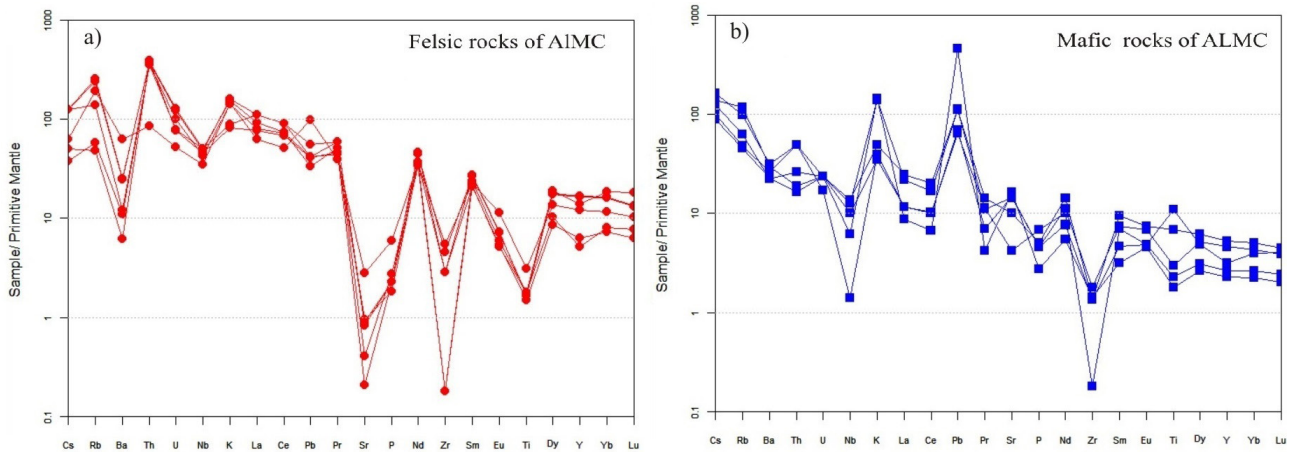 a)
Felsic rocks of AlMC
Sample/ Primitive Mantle
1000
100
10
1
0.1
Cs Rb Ba Th U Nb K La Ce Pb Pr Sr P Nd Zr Sm Eu Ti Dy Y Yb Lu
b)
Mafic rocks of ALMC
Sample/ Primitive Mantle
1000
100
10
1
0.1
Cs Rb Ba Th U Nb K La Ce Pb Pr Sr P Nd Zr Sm Eu Ti Dy Y Yb Lu